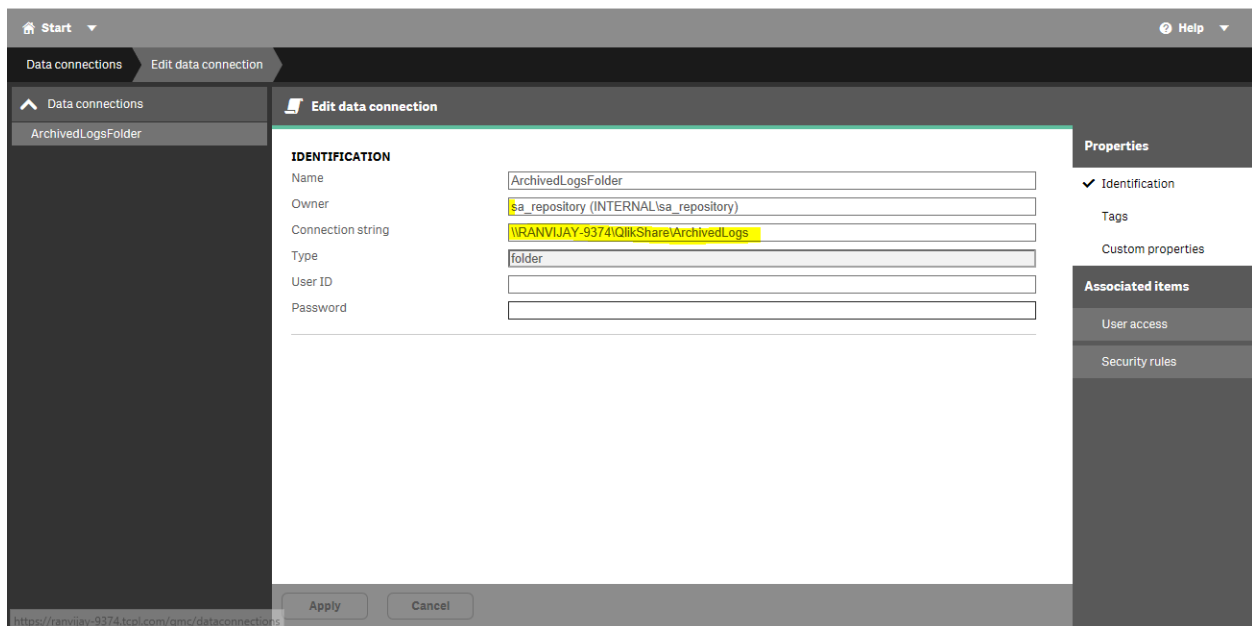 Start
Help
Data connections
Edit data connection
Data connections
ArchivedLogsFolder
Edit data connection
IDENTIFICATION
Name ArchivedLogsFolder
Owner sa_repository (INTERNAL\sa_repository)
Connection string \\RANVIJAY-9374\QlikShare\ArchivedLogs
Type folder
User ID
Password
Properties
Identification
Tags
Custom properties
Associated items
User access
Security rules
Apply
Cancel
https://ranvijay-9374.tcpl.com/qmc/dataconnections